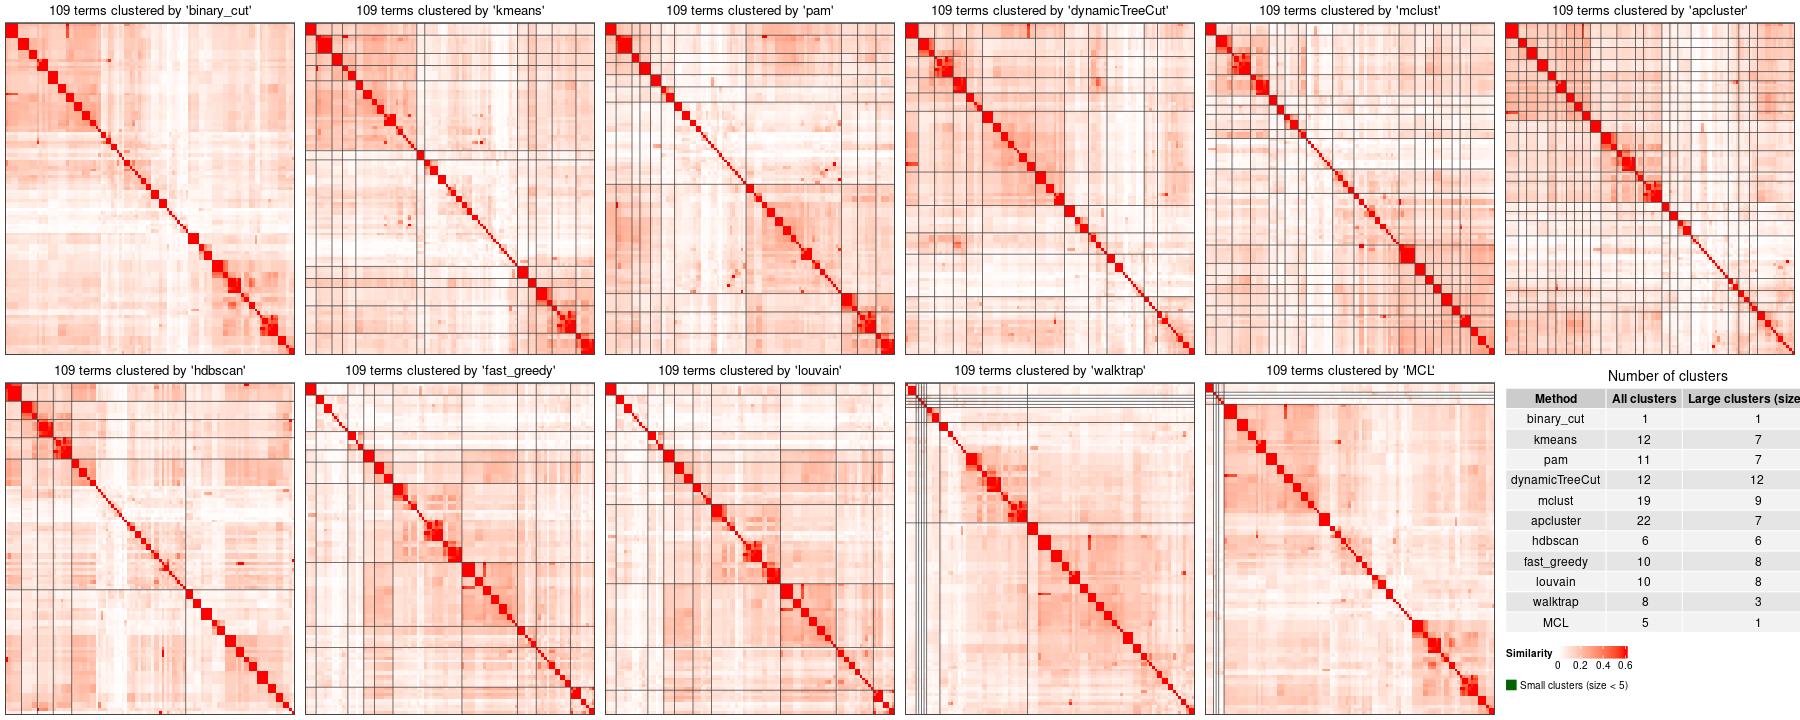 109 terms clustered by 'binary_cut'
109 terms clustered by 'kmeans'
109 terms clustered by 'pam'
109 terms clustered by 'dynamicTreeCut'
109 terms clustered by 'mclust'
109 terms clustered by 'apcluster'
109 terms clustered by 'hdbscan'
109 terms clustered by 'fast_greedy'
109 terms clustered by 'louvain'
109 terms clustered by 'walktrap'
109 terms clustered by 'MCL'
Number of clusters
Method All clusters Large clusters (size
binary_cut 1 1
kmeans 12 7
pam 11 7
dynamicTreeCut 12 12
mclust 19 9
apcluster 22 7
hdbscan 6 6
fast_greedy 10 8
louvain 10 8
walktrap 8 3
MCL 5 1
Similarity
0 0.2 0.4 0.6
Small clusters (size < 5)